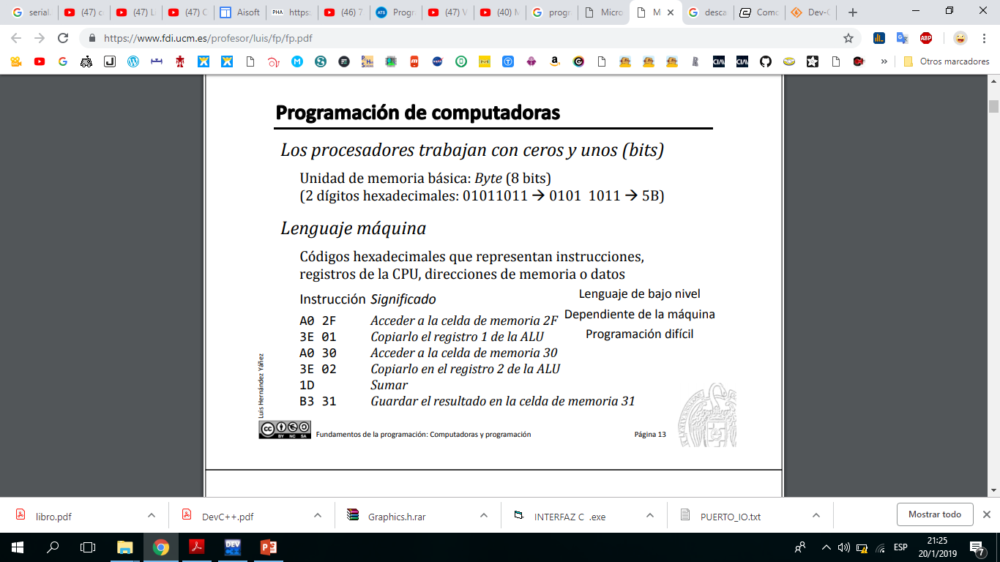 serial.
(47) c
(47) Li
(47) C
Aisoft
PHA
https:
(46) 7
ATS
Progr
(47) V
(40) M
progr
Micro
M
desca
Como
Dev-C
https://www.fdi.ucm.es/profesor/luis/fp/fp.pdf
ABP
Otros marcadores
Programación de computadoras
Los procesadores trabajan con ceros y unos (bits)
Unidad de memoria básica: Byte (8 bits)
(2 dígitos hexadecimales: 01011011 → 0101 1011 → 5B)
Lenguaje máquina
Códigos hexadecimales que representan instrucciones,
registros de la CPU, direcciones de memoria o datos
Lenguaje de bajo nivel
Dependiente de la máquina
Programación difícil
Instrucción Significado
A0 2F Acceder a la celda de memoria 2F
3E 01 Copiarlo el registro 1 de la ALU
A0 30 Acceder a la celda de memoria 30
3E 02 Copiarlo en el registro 2 de la ALU
1D Sumar
B3 31 Guardar el resultado en la celda de memoria 31
Luis Hernández Yáñez
cc BY NC SA
Fundamentos de la programación: Computadoras y programación
Página 13
libro.pdf
DevC++.pdf
Graphics.h.rar
INTERFAZ C .exe
PUERTO_IO.txt
Mostrar todo
DEV
ESP
21:25
20/1/2019
7